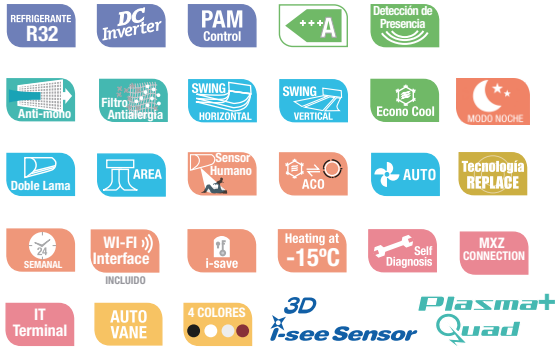 REFRIGERANTE
R32
DC
Inverter
PAM
Control
+++A
Detección de
Presencia
Anti-moho
Filtro
Antialergia
SWING
HORIZONTAL
SWING
VERTICAL
Econo Cool
MODO NOCHE
Doble Lama
AREA
Sensor
Humano
ACO
AUTO
Tecnología
REPLACE
24
SEMANAL
WI-FI
Interface
INCLUIDO
i-save
Heating at
-15ºC
Self
Diagnosis
MXZ
CONNECTION
IT
Terminal
AUTO
VANE
4 COLORES
3D
i-see Sensor
Plasma+
Quad